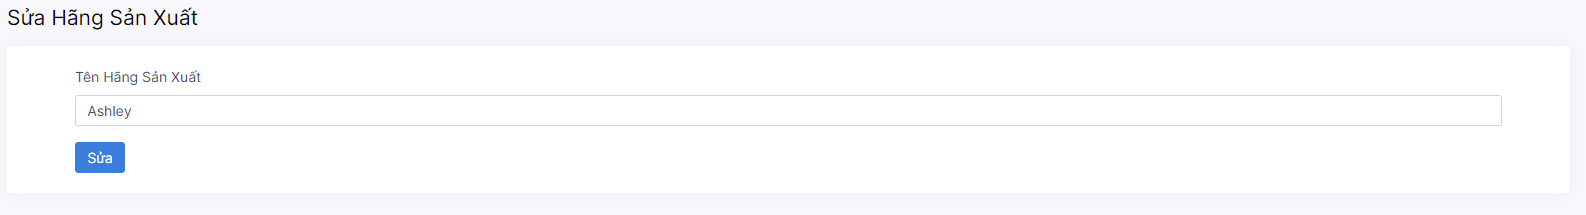 Sửa Hãng Sản Xuất
Tên Hãng Sản Xuất
Ashley
Sửa